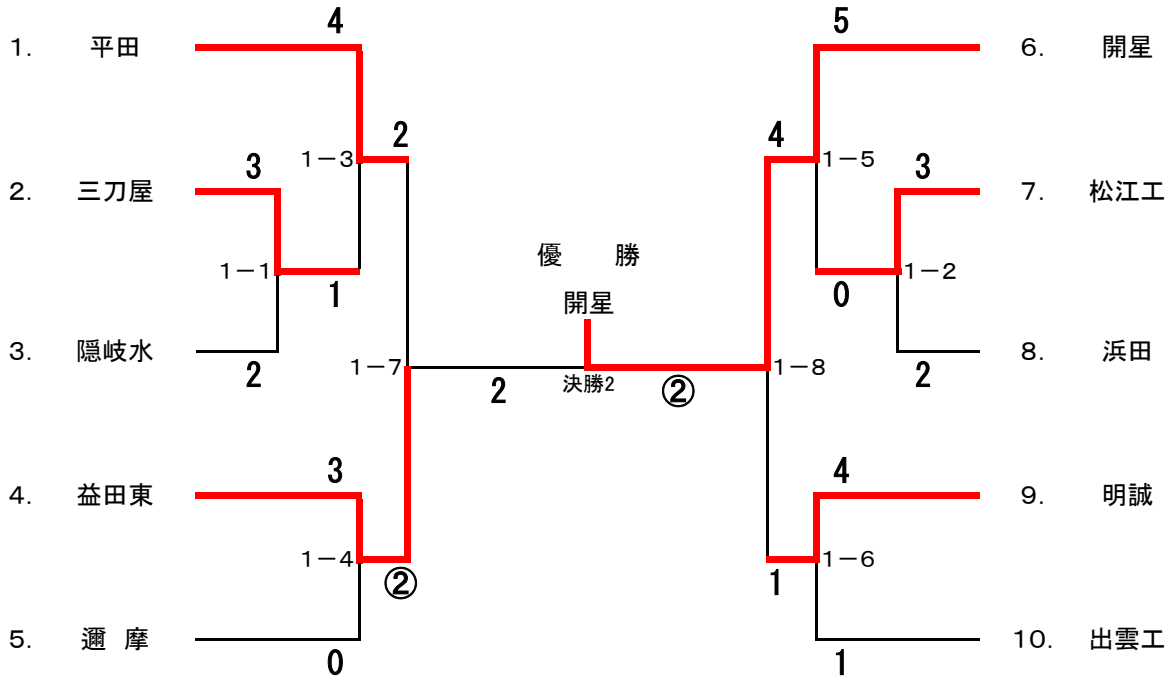 4
1. 平田
2
1－3
3
2. 三刀屋
1－1
1
3. 隠岐水
2
1－7
3
4. 益田東
1－4
②
5. 邇 摩
0
優 勝
開星
決勝2
2
②
5
6. 開星
4
1－5
3
7. 松江工
1－2
0
8. 浜田
2
1－8
4
9. 明誠
1－6
1
10. 出雲工
1